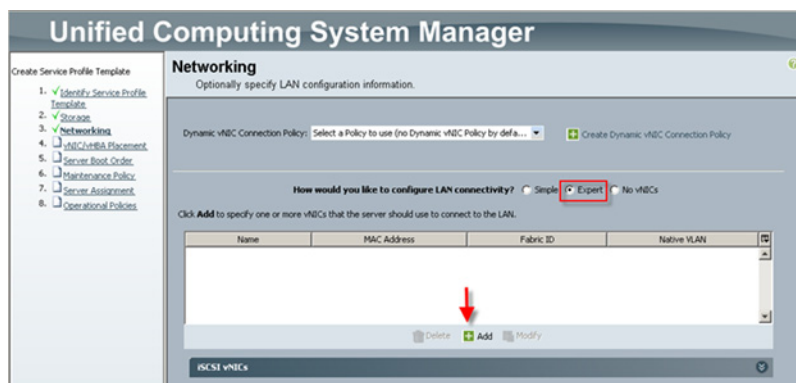 Unified Computing System Manager
Create Service Profile Template
1. Identify Service Profile Template
2. Storage
3. Networking
4. vNIC/vHBA Placement
5. Server Boot Order
6. Maintenance Policy
7. Server Assignment
8. Operational Policies
Networking
Optionally specify LAN configuration information.
Dynamic vNIC Connection Policy: Select a Policy to use (no Dynamic vNIC Policy by defa... Create Dynamic vNIC Connection Policy
How would you like to configure LAN connectivity? Simple Expert No vNICs
Click Add to specify one or more vNICs that the server should use to connect to the LAN.
Name MAC Address Fabric ID Native VLAN
Delete Add Modify
iSCSI vNICs